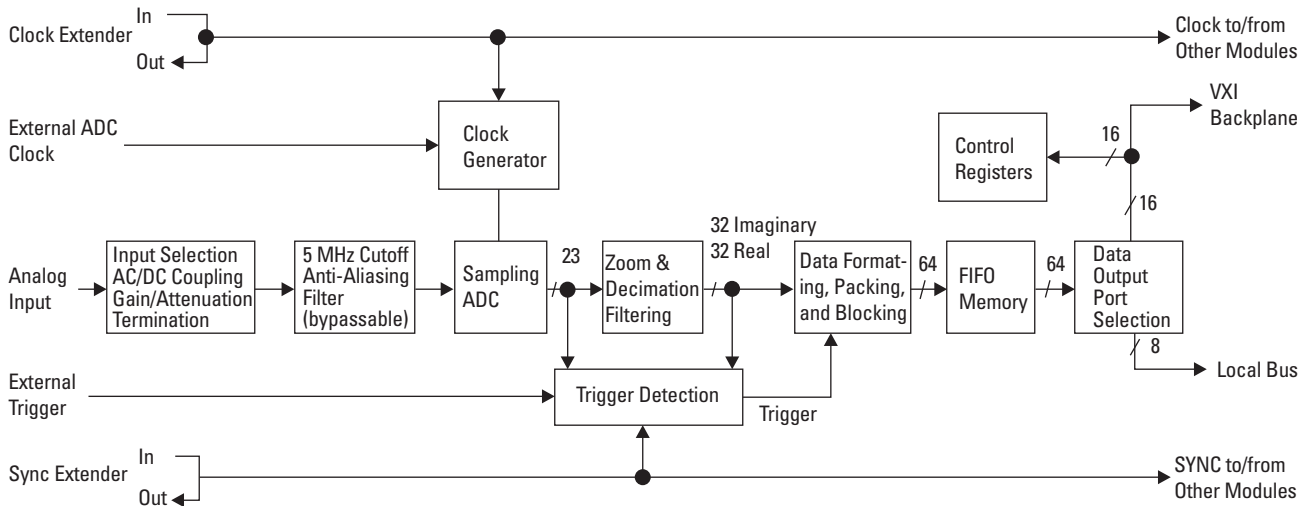 Clock Extender
In
Out
Clock to/from
Other Modules
External ADC
Clock
Clock
Generator
Control
Registers
16
16
VXI
Backplane
Analog
Input
Input Selection
AC/DC Coupling
Gain/Attenuation
Termination
5 MHz Cutoff
Anti-Aliasing
Filter
(bypassable)
Sampling
ADC
23
Zoom &
Decimation
Filtering
32 Imaginary
32 Real
Data Format-
ing, Packing,
and Blocking
64
FIFO
Memory
64
Data
Output
Port
Selection
8
Local Bus
External
Trigger
Trigger Detection
Trigger
Sync Extender
In
Out
SYNC to/from
Other Modules